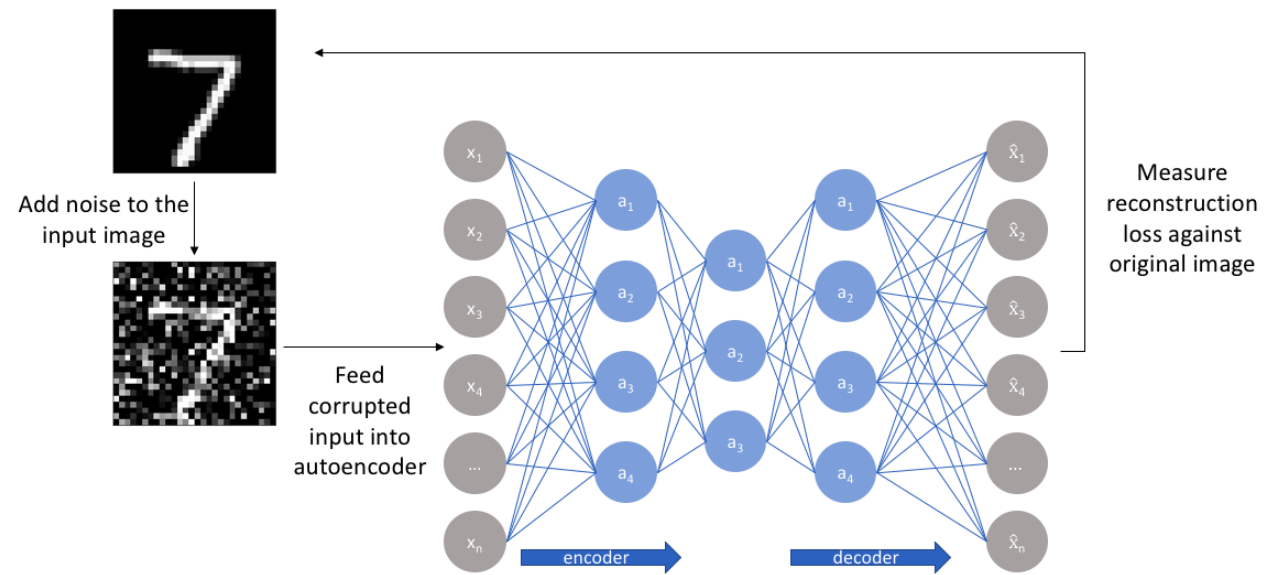 Add noise to the
input image
Feed
corrupted
input into
autoencoder
x₁
x₂
x₃
x₄
...
xₙ
a₁
a₂
a₃
a₄
a₁
a₂
a₃
a₁
a₂
a₃
a₄
x̂₁
x̂₂
x̂₃
x̂₄
...
x̂ₙ
encoder
decoder
Measure
reconstruction
loss against
original image